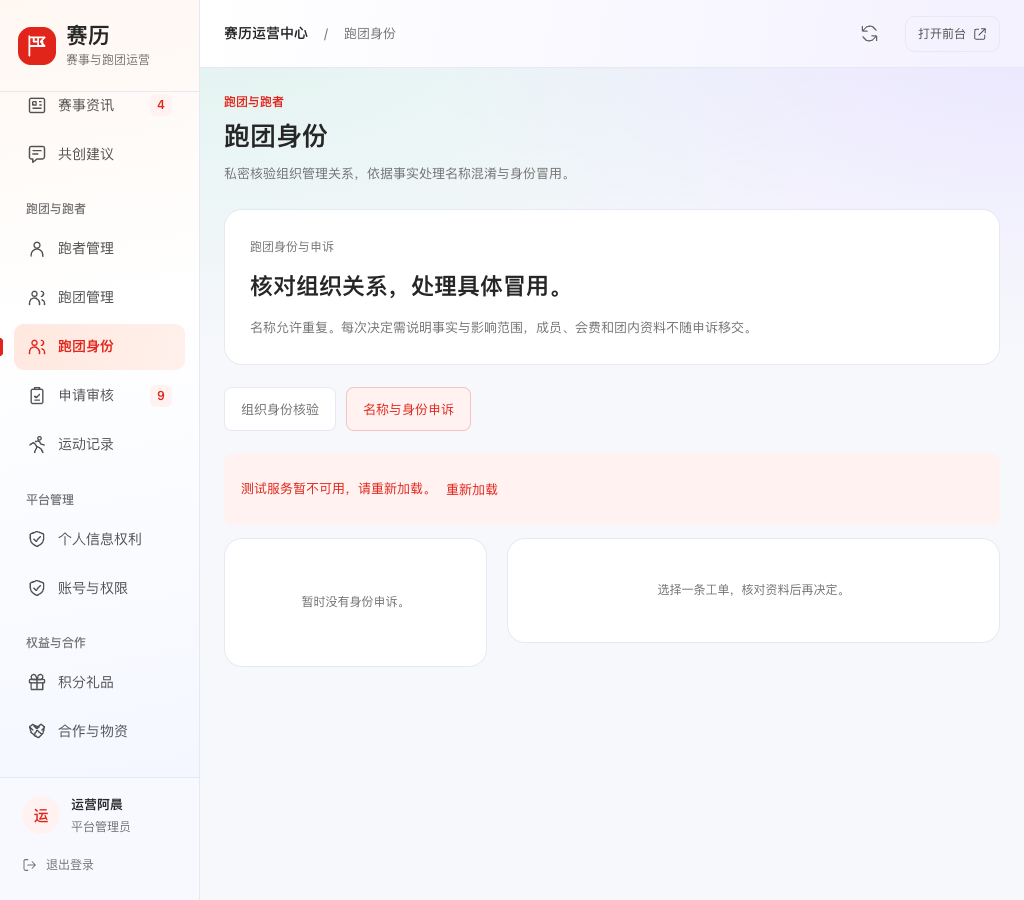 赛历
赛事与跑团运营
赛事资讯 4
共创建议
跑团与跑者
跑者管理
跑团管理
跑团身份
申请审核 9
运动记录
平台管理
个人信息权利
账号与权限
权益与合作
积分礼品
合作与物资
运
运营阿晨
平台管理员
退出登录
赛历运营中心 / 跑团身份
打开前台
跑团与跑者
跑团身份
私密核验组织管理关系，依据事实处理名称混淆与身份冒用。
跑团身份与申诉
核对组织关系，处理具体冒用。
名称允许重复。每次决定需说明事实与影响范围，成员、会费和团内资料不随申诉移交。
组织身份核验
名称与身份申诉
测试服务暂不可用，请重新加载。 重新加载
暂时没有身份申诉。
选择一条工单，核对资料后再决定。